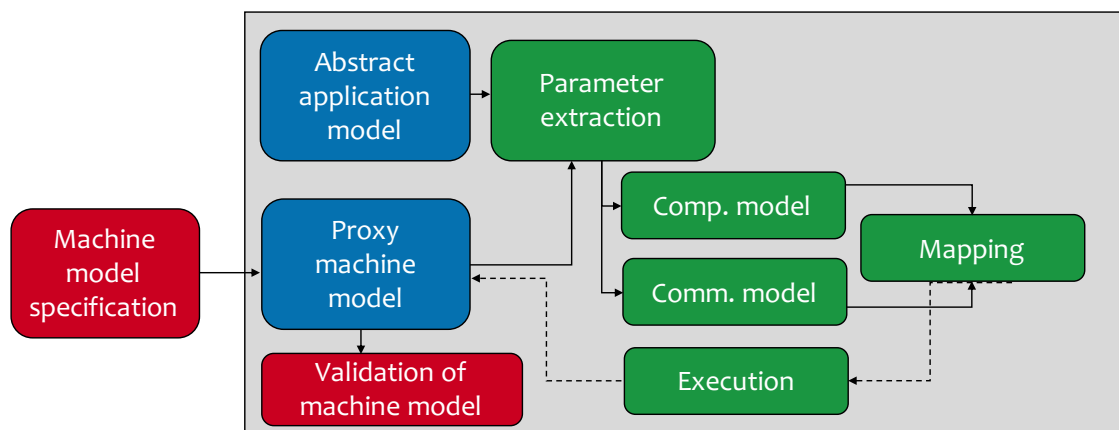 Abstract
application
model
Parameter
extraction
Machine
model
specification
Proxy
machine
model
Comp. model
Comm. model
Mapping
Validation of
machine model
Execution